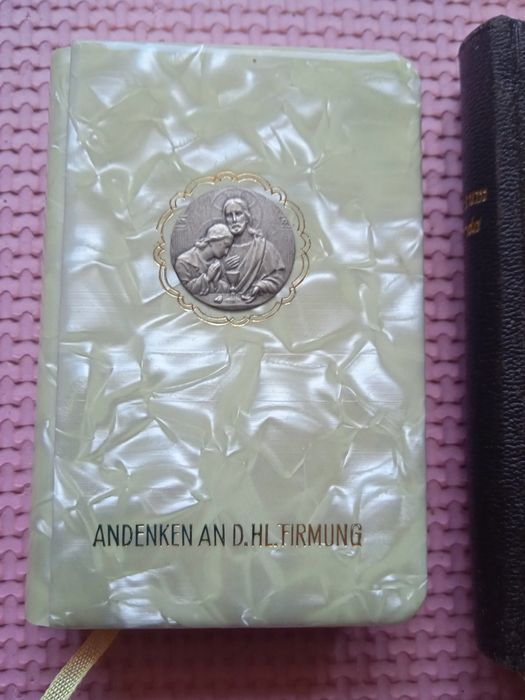 ANDENKEN AN D. HL. FIRMUNG